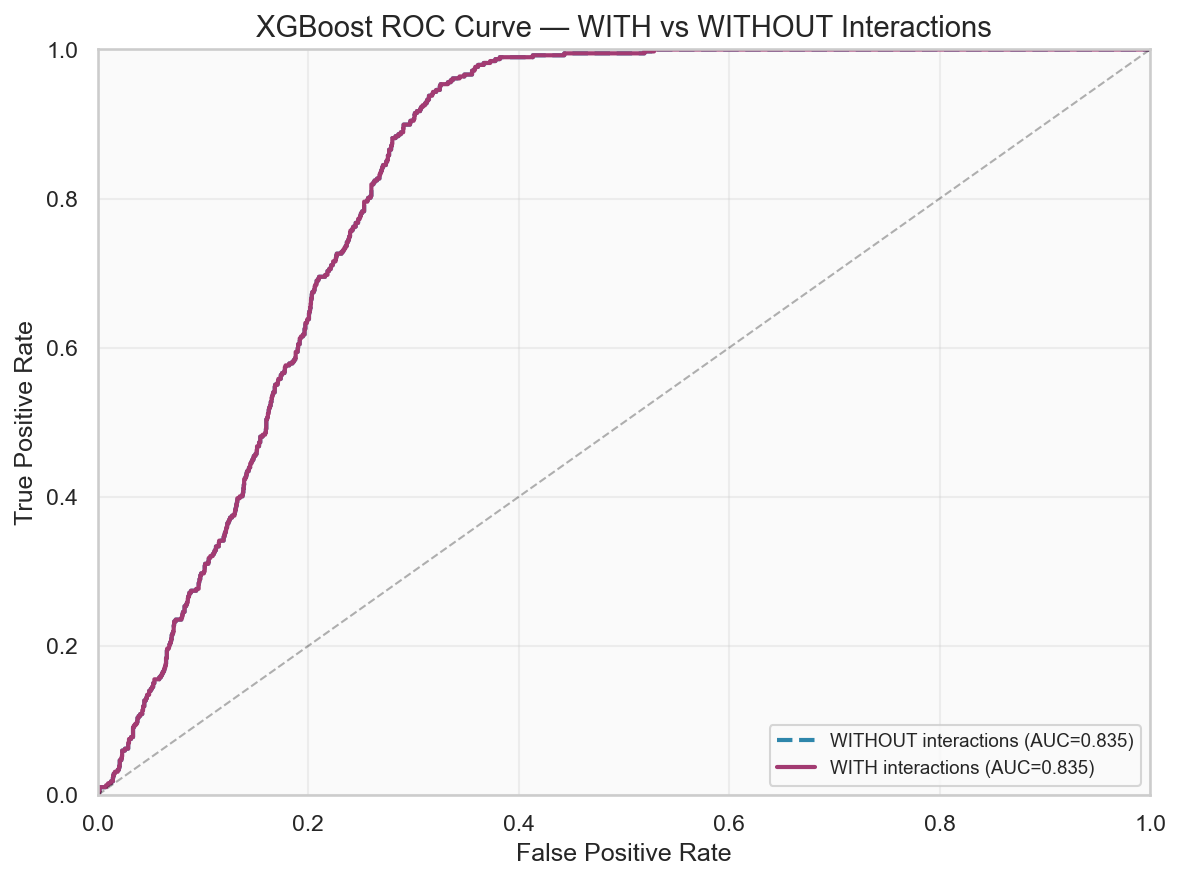 XGBoost ROC Curve — WITH vs WITHOUT Interactions
1.0
0.8
0.6
0.4
0.2
0.0
True Positive Rate
WITHOUT interactions (AUC=0.835)
WITH interactions (AUC=0.835)
0.0 0.2 0.4 0.6 0.8 1.0
False Positive Rate